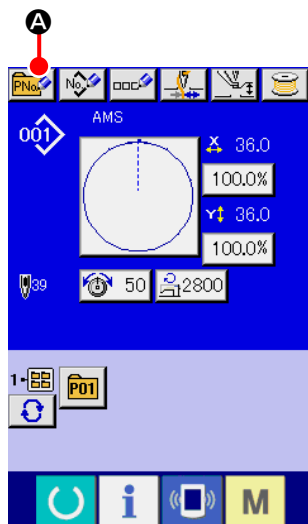 A
PNo. No.
001 AMS
X 36.0
100.0%
Y 36.0
100.0%
39 50 2800
1- P01
i M